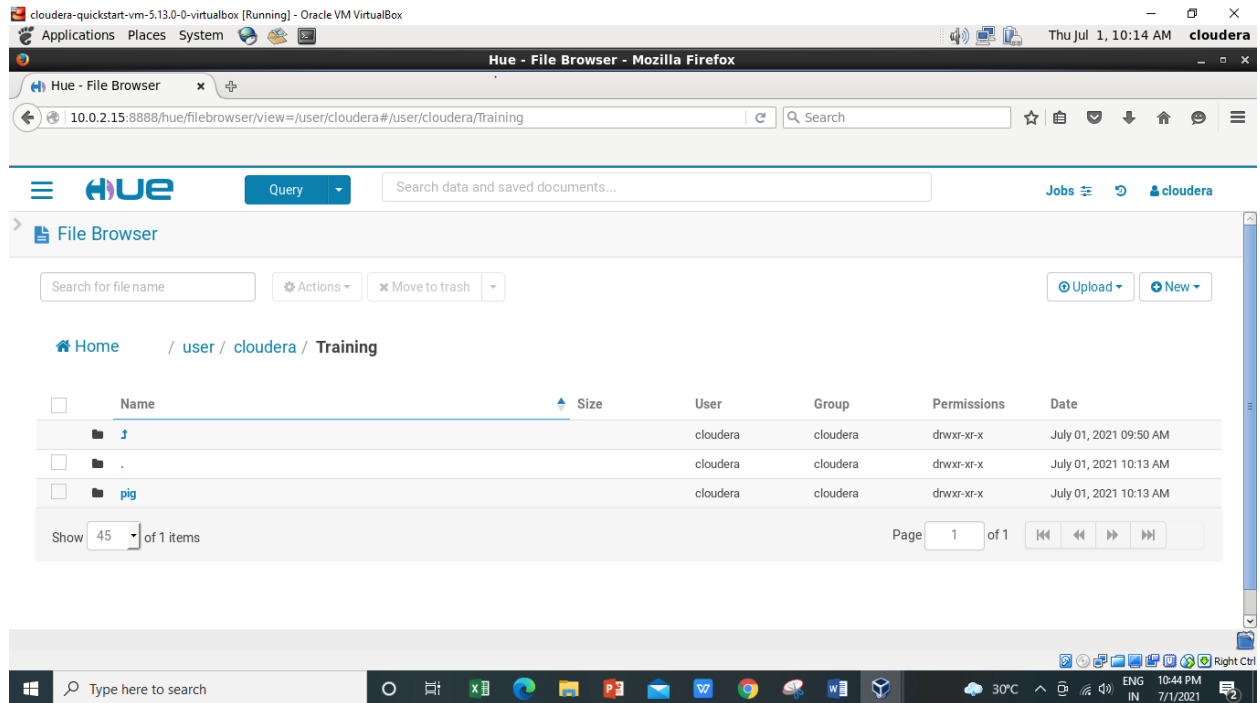 cloudera-quickstart-vm-5.13.0-0-virtualbox [Running] - Oracle VM VirtualBox
Applications Places System Thu Jul 1, 10:14 AM cloudera
Hue - File Browser - Mozilla Firefox
Hue - File Browser
10.0.2.15:8888/hue/filebrowser/view=/user/cloudera#/user/cloudera/Training Search
HUE Query Search data and saved documents... Jobs cloudera
File Browser
Search for file name Actions Move to trash Upload New
Home / user / cloudera / Training
Name Size User Group Permissions Date
cloudera cloudera drwxr-xr-x July 01, 2021 09:50 AM
. cloudera cloudera drwxr-xr-x July 01, 2021 10:13 AM
pig cloudera cloudera drwxr-xr-x July 01, 2021 10:13 AM
Show 45 of 1 items Page 1 of 1
Right Ctrl
Type here to search 30°C ENG 10:44 PM
IN 7/1/2021
2